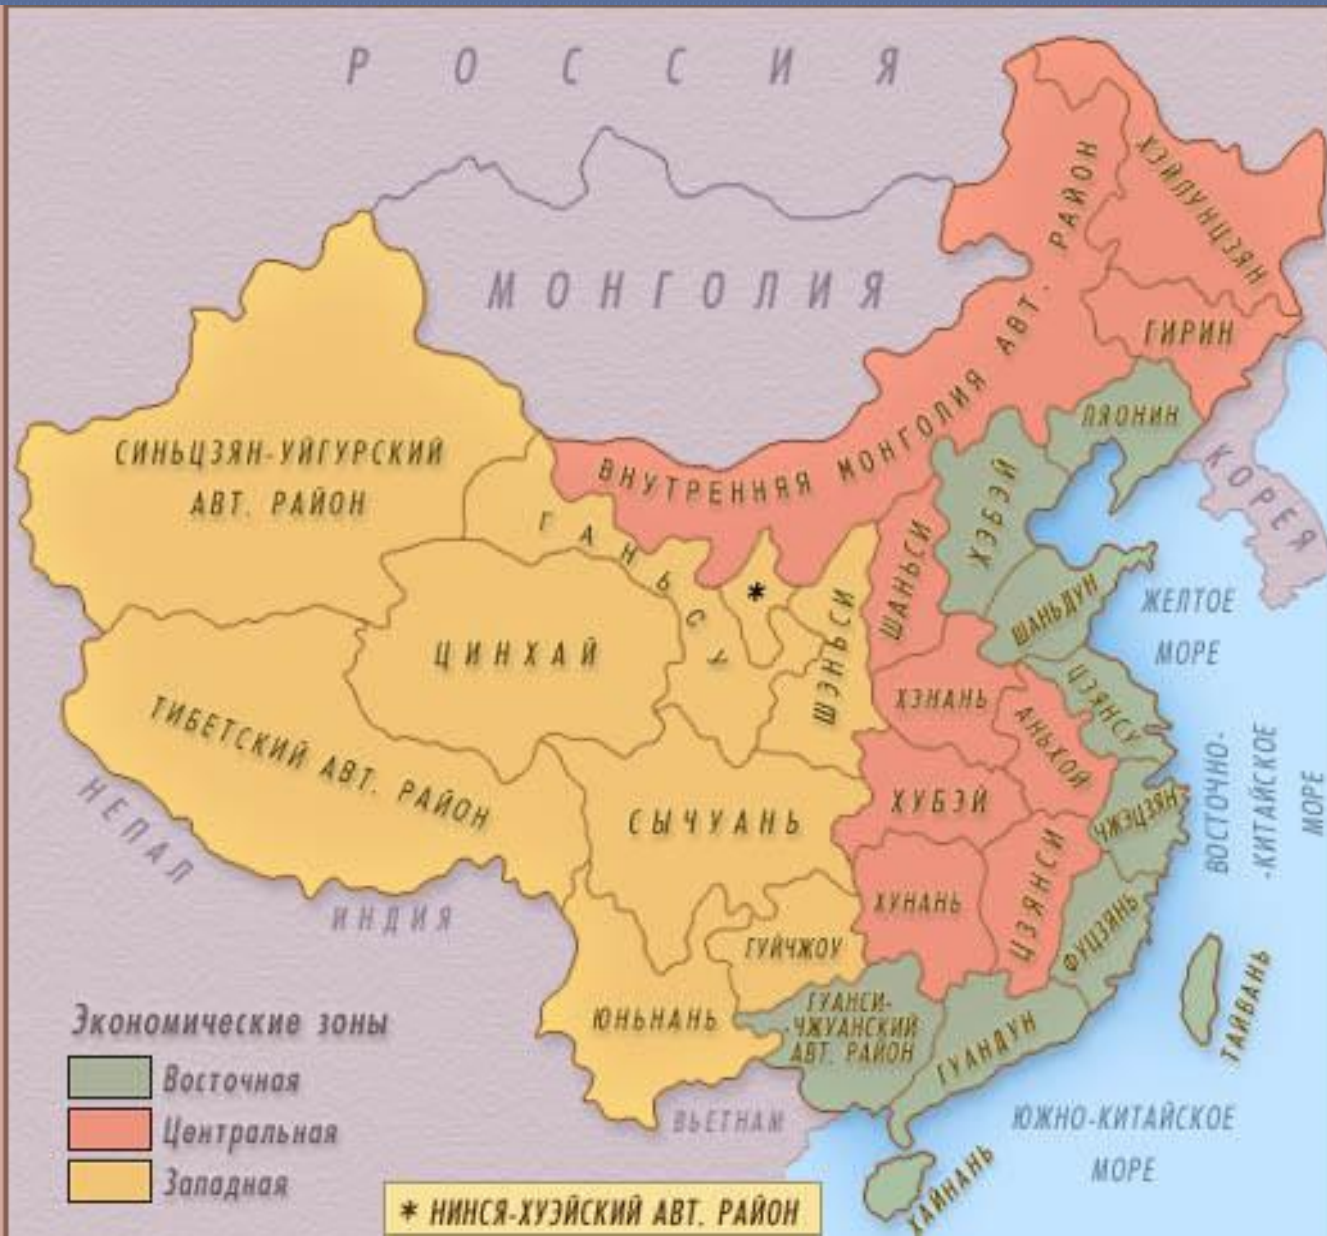 РОССИЯ
МОНГОЛИЯ
ХЭЙЛУНЦЗЯН
ГИРИН
ВНУТРЕННЯЯ МОНГОЛИЯ АВТ. РАЙОН
ЛЯОНИН
КОРЕЯ
СИНЬЦЗЯН-УЙГУРСКИЙ
АВТ. РАЙОН
ГАНЬСУ
ХЭБЭЙ
ШАНЬСИ
*
ШЭНЬСИ
ШАНЬДУН
ЖЕЛТОЕ
МОРЕ
ЦИНХАЙ
ТИБЕТСКИЙ АВТ. РАЙОН
ХЭНАНЬ
ЦЗЯНСУ
АНЬХОЙ
ВОСТОЧНО-
-КИТАЙСКОЕ
МОРЕ
НЕПАЛ
СЫЧУАНЬ
ХУБЭЙ
ЧЖЭЦЗЯН
ИНДИЯ
ХУНАНЬ
ЦЗЯНСИ
ФУЦЗЯНЬ
ГУЙЧЖОУ
ТАЙВАНЬ
ЮНЬНАНЬ
ГУАНСИ-
-ЧЖУАНСКИЙ
АВТ. РАЙОН
ГУАНДУН
ВЬЕТНАМ
ЮЖНО-КИТАЙСКОЕ
МОРЕ
ХАЙНАНЬ
Экономические зоны
Восточная
Центральная
Западная
* НИНСЯ-ХУЭЙСКИЙ АВТ. РАЙОН